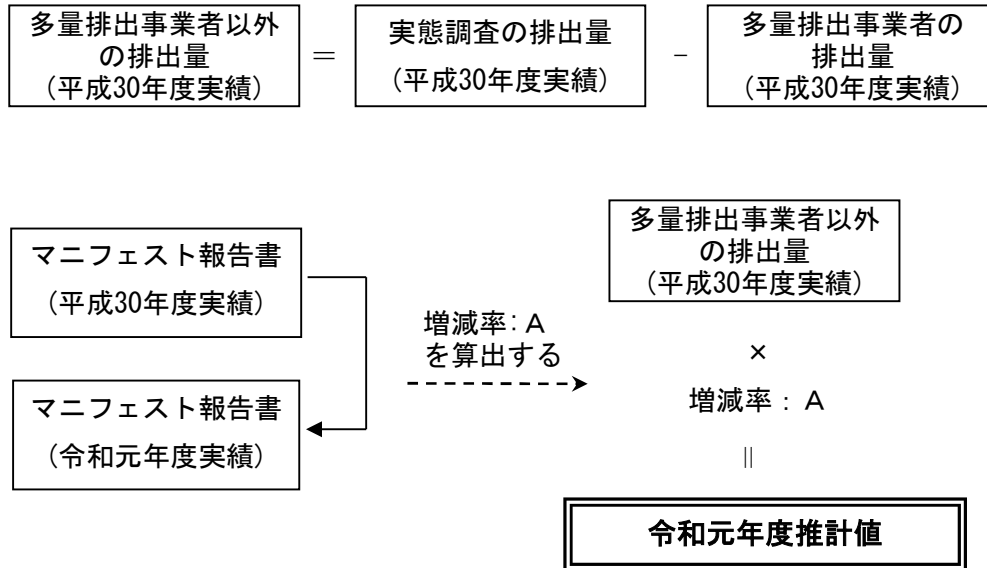 多量排出事業者以外
の排出量
(平成30年度実績)
=
実態調査の排出量
(平成30年度実績)
-
多量排出事業者の
排出量
(平成30年度実績)
マニフェスト報告書
(平成30年度実績)
マニフェスト報告書
(令和元年度実績)
増減率:A
を算出する
多量排出事業者以外
の排出量
(平成30年度実績)
×
増減率:A
||
令和元年度推計値